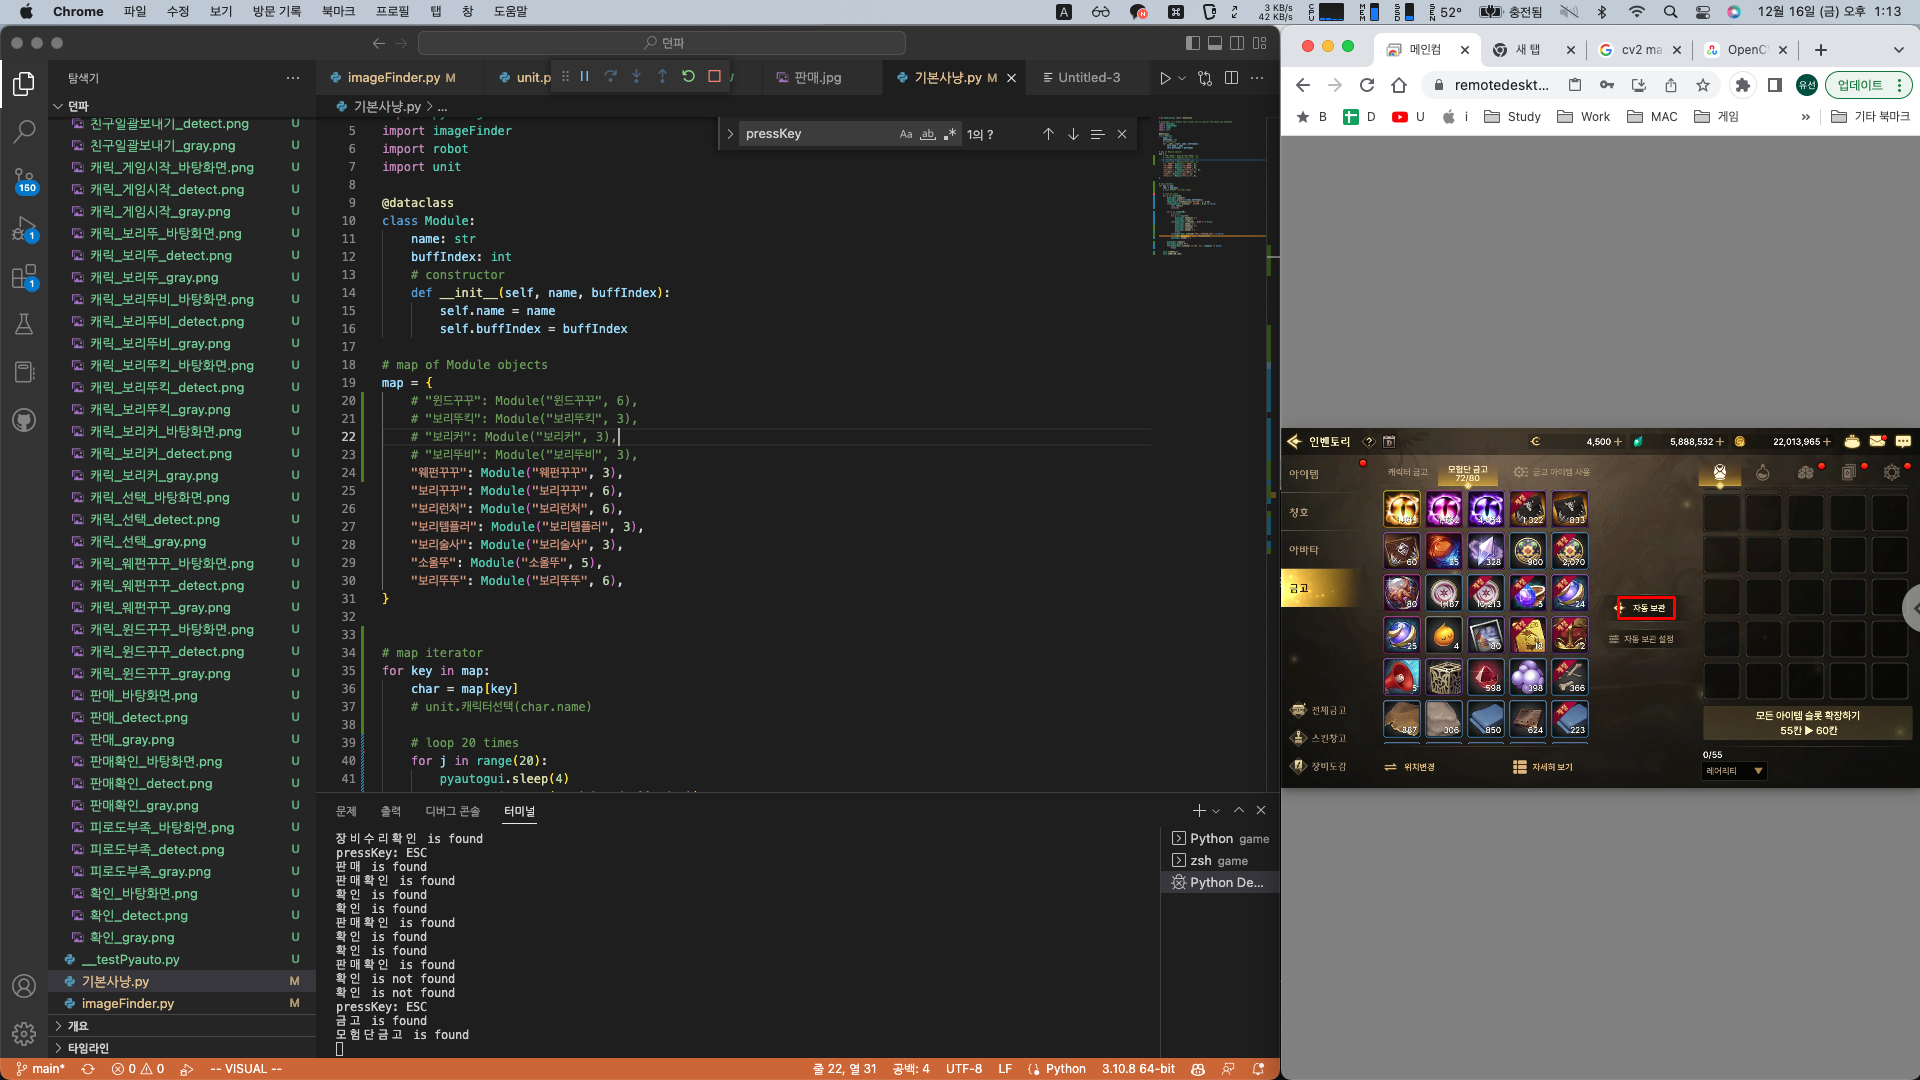 Chrome 파일 수정 보기 방문 기록 북마크 프로필 탭 창 도움말
3 KB/s
42 KB/s
52°
충전됨
12월 16일 (금) 오후 1:13
던파
탐색기
던파
친구일괄보내기_detect.png U
친구일괄보내기_gray.png U
캐릭_게임시작_바탕화면.png U
캐릭_게임시작_detect.png U
캐릭_게임시작_gray.png U
캐릭_보리뚜_바탕화면.png U
캐릭_보리뚜_detect.png U
캐릭_보리뚜_gray.png U
캐릭_보리뚜비_바탕화면.png U
캐릭_보리뚜비_detect.png U
캐릭_보리뚜비_gray.png U
캐릭_보리뚜킥_바탕화면.png U
캐릭_보리뚜킥_detect.png U
캐릭_보리뚜킥_gray.png U
캐릭_보리커_바탕화면.png U
캐릭_보리커_detect.png U
캐릭_보리커_gray.png U
캐릭_선택_바탕화면.png U
캐릭_선택_detect.png U
캐릭_선택_gray.png U
캐릭_웨펀꾸꾸_바탕화면.png U
캐릭_웨펀꾸꾸_detect.png U
캐릭_웨펀꾸꾸_gray.png U
캐릭_윈드꾸꾸_바탕화면.png U
캐릭_윈드꾸꾸_detect.png U
캐릭_윈드꾸꾸_gray.png U
판매_바탕화면.png U
판매_detect.png U
판매_gray.png U
판매확인_바탕화면.png U
판매확인_detect.png U
판매확인_gray.png U
피로도부족_바탕화면.png U
피로도부족_detect.png U
피로도부족_gray.png U
확인_바탕화면.png U
확인_detect.png U
확인_gray.png U
__testPyauto.py U
기본사냥.py M
imageFinder.py M
개요
타임라인
150
1
1
imageFinder.py M
unit.p
판매.jpg
기본사냥.py M
Untitled-3
기본사냥.py > ...
pressKey Aa ab 1의 ?
5 import imageFinder
6 import robot
7 import unit
8
9 @dataclass
10 class Module:
11 name: str
12 buffIndex: int
13 # constructor
14 def __init__(self, name, buffIndex):
15 self.name = name
16 self.buffIndex = buffIndex
17
18 # map of Module objects
19 map = {
20 # "윈드꾸꾸": Module("윈드꾸꾸", 6),
21 # "보리뚜킥": Module("보리뚜킥", 3),
22 # "보리커": Module("보리커", 3),
23 # "보리뚜비": Module("보리뚜비", 3),
24 "웨펀꾸꾸": Module("웨펀꾸꾸", 3),
25 "보리꾸꾸": Module("보리꾸꾸", 6),
26 "보리런처": Module("보리런처", 6),
27 "보리템플러": Module("보리템플러", 3),
28 "보리술사": Module("보리술사", 3),
29 "소울뚜": Module("소울뚜", 5),
30 "보리뚜뚜": Module("보리뚜뚜", 6),
31 }
32
33
34 # map iterator
35 for key in map:
36 char = map[key]
37 # unit.캐릭터선택(char.name)
38
39 # loop 20 times
40 for j in range(20):
41 pyautogui.sleep(4)
문제 출력 디버그 콘솔 터미널
장비수리확인 is found
pressKey: ESC
판매 is found
판매확인 is found
확인 is found
확인 is found
판매확인 is found
확인 is found
확인 is found
판매확인 is found
확인 is not found
확인 is not found
pressKey: ESC
금고 is found
모험단금고 is found
Python game
zsh game
Python De...
main* 0 0 -- VISUAL -- 줄 22, 열 31 공백: 4 UTF-8 LF Python 3.10.8 64-bit
메인컴
새 탭
cv2 ma
OpenC
remotedeskt...
유선
업데이트
B D U i Study Work MAC 게임 » 기타 북마크
인벤토리 4,500 + 5,888,532 + 22,013,965 +
아이템
칭호
아바타
금고
전체금고
스킨창고
장비도감
캐릭터 금고
모험단 금고
72/80
금고 아이템 사용
1,322 833
60 35 328 900 2,070
80 1,187 10,213 5 24
25 4 80 2
5 598 398 366
306 850 624 223
자동 보관
자동 보관 설정
위치변경
자세히 보기
모든 아이템 슬롯 확장하기
55칸 ▶ 60칸
0/55
레어리티